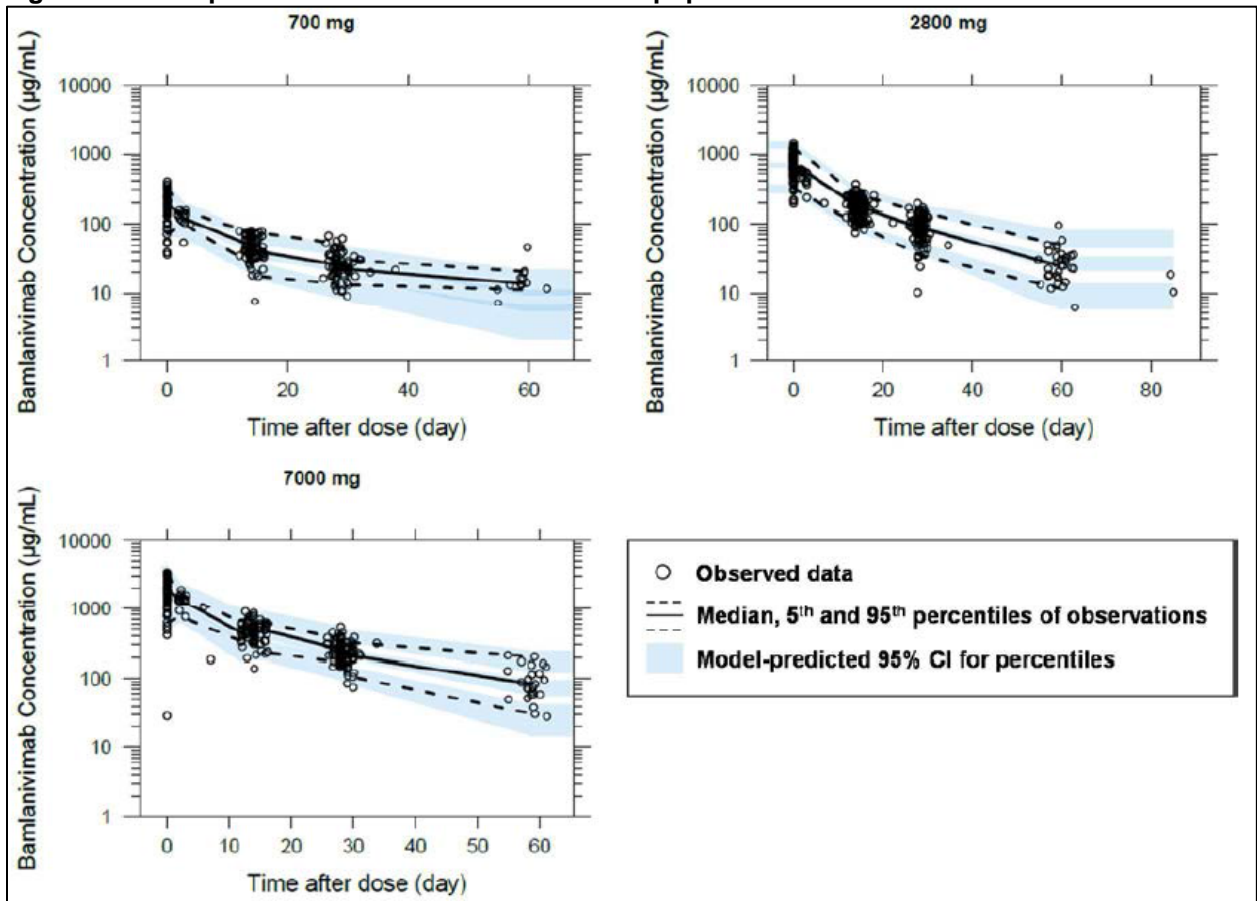 700 mg
Bamlanivimab Concentration (µg/mL)
10000
1000
100
10
1
0 20 40 60
Time after dose (day)
2800 mg
Bamlanivimab Concentration (µg/mL)
10000
1000
100
10
1
0 20 40 60 80
Time after dose (day)
7000 mg
Bamlanivimab Concentration (µg/mL)
10000
1000
100
10
1
0 10 20 30 40 50 60
Time after dose (day)
Observed data
Median, 5th and 95th percentiles of observations
Model-predicted 95% CI for percentiles